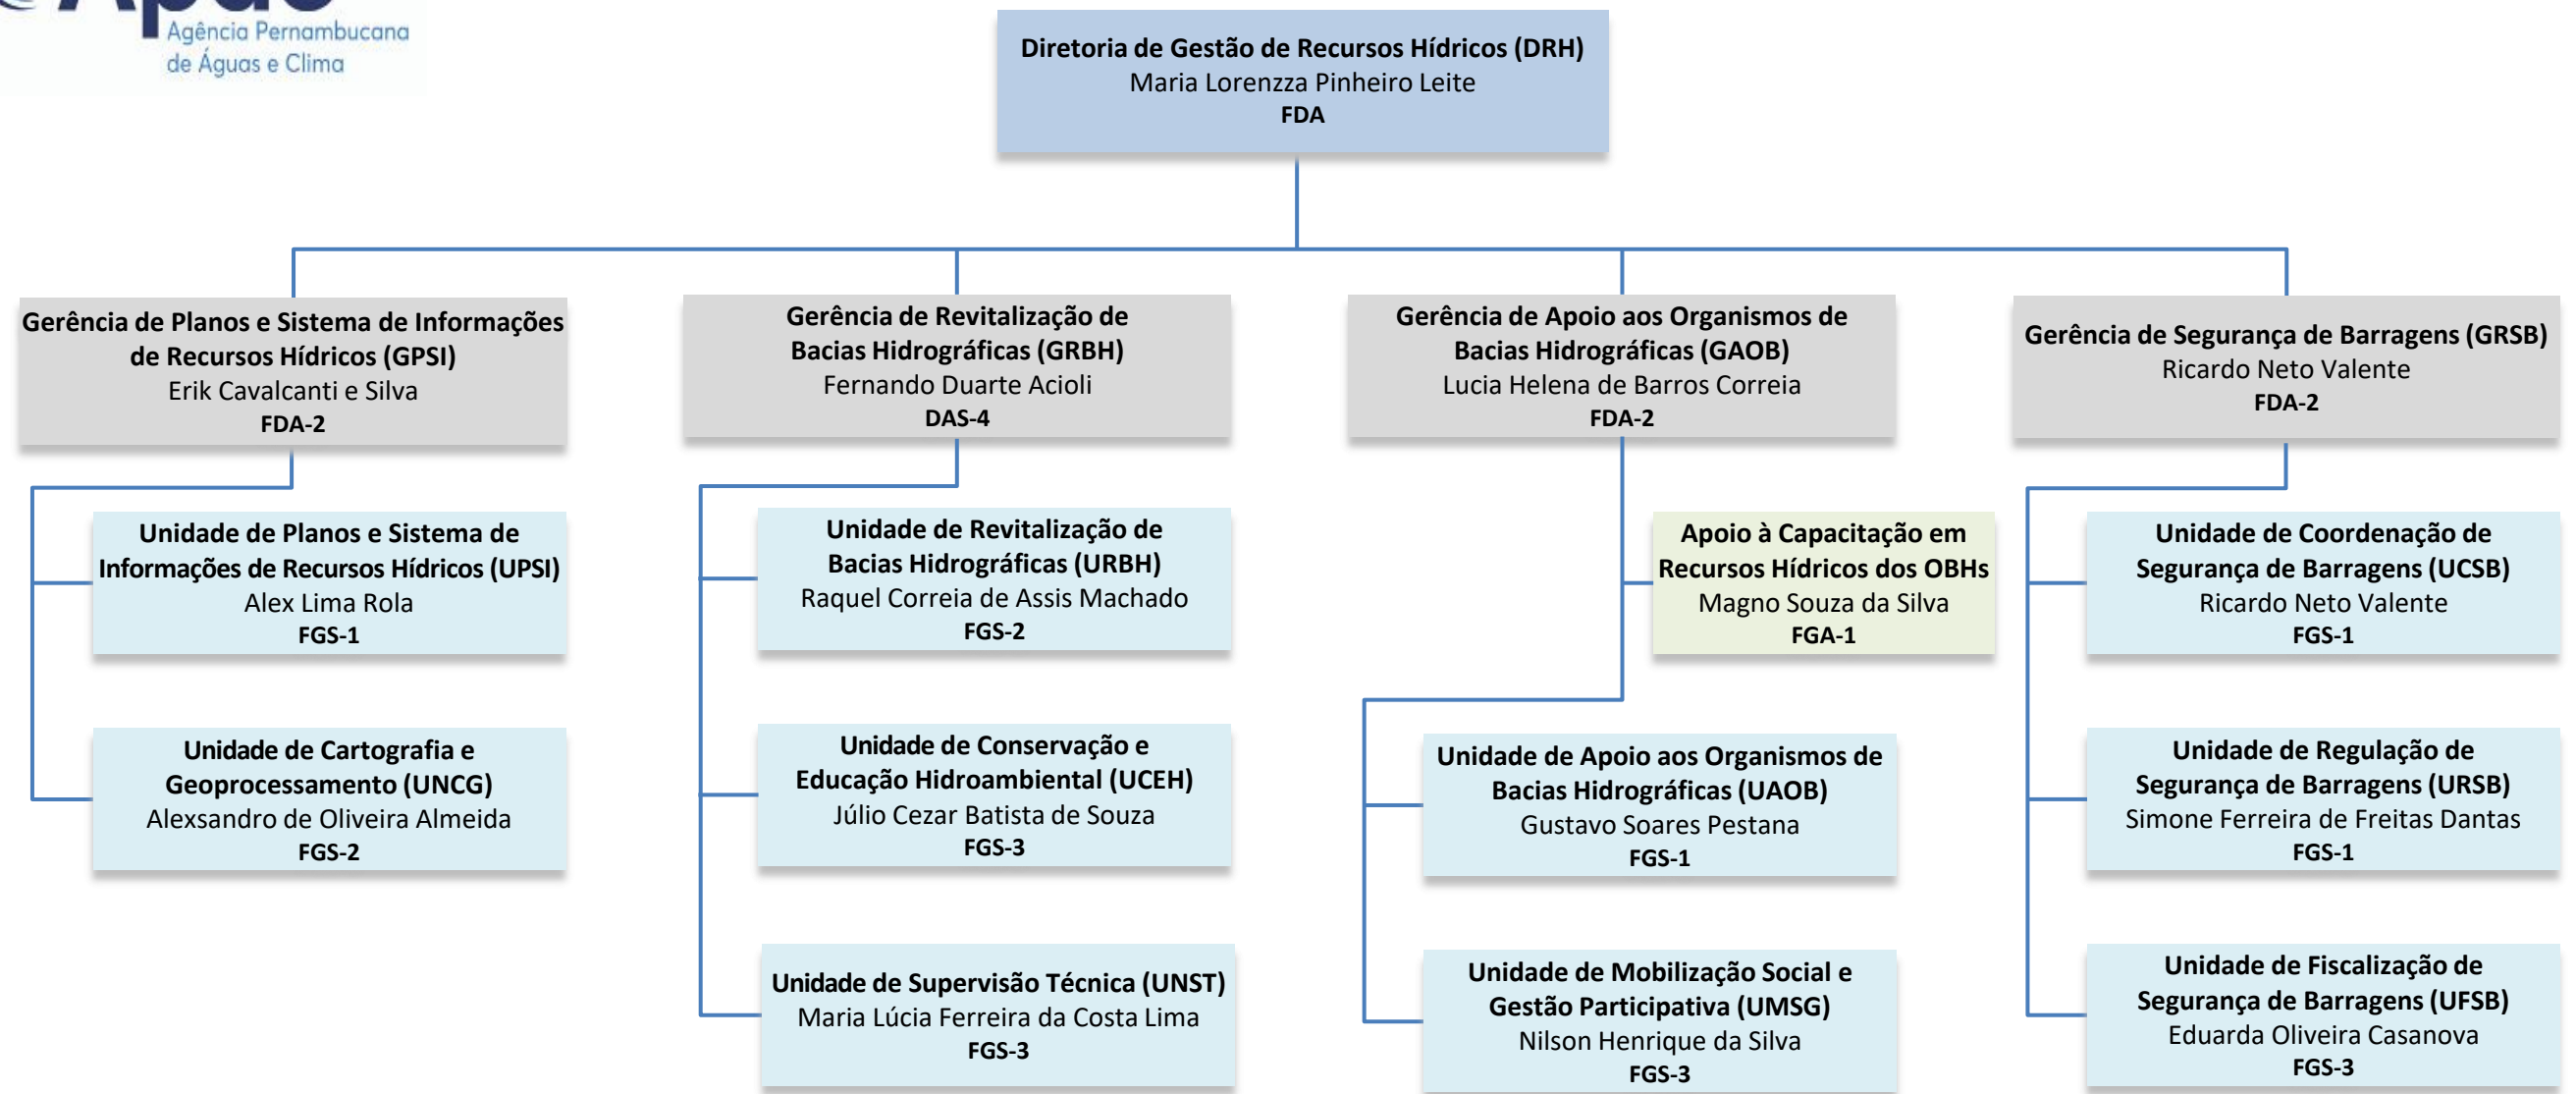 Agência Pernambucana
de Águas e Clima
Diretoria de Gestão de Recursos Hídricos (DRH)
Maria Lorenzza Pinheiro Leite
FDA
Gerência de Planos e Sistema de Informações
de Recursos Hídricos (GPSI)
Erik Cavalcanti e Silva
FDA-2
Gerência de Revitalização de
Bacias Hidrográficas (GRBH)
Fernando Duarte Acioli
DAS-4
Gerência de Apoio aos Organismos de
Bacias Hidrográficas (GAOB)
Lucia Helena de Barros Correia
FDA-2
Gerência de Segurança de Barragens (GRSB)
Ricardo Neto Valente
FDA-2
Unidade de Planos e Sistema de
Informações de Recursos Hídricos (UPSI)
Alex Lima Rola
FGS-1
Unidade de Cartografia e
Geoprocessamento (UNCG)
Alexsandro de Oliveira Almeida
FGS-2
Unidade de Revitalização de
Bacias Hidrográficas (URBH)
Raquel Correia de Assis Machado
FGS-2
Unidade de Conservação e
Educação Hidroambiental (UCEH)
Júlio Cezar Batista de Souza
FGS-3
Unidade de Supervisão Técnica (UNST)
Maria Lúcia Ferreira da Costa Lima
FGS-3
Apoio à Capacitação em
Recursos Hídricos dos OBHs
Magno Souza da Silva
FGA-1
Unidade de Apoio aos Organismos de
Bacias Hidrográficas (UAOB)
Gustavo Soares Pestana
FGS-1
Unidade de Mobilização Social e
Gestão Participativa (UMSG)
Nilson Henrique da Silva
FGS-3
Unidade de Coordenação de
Segurança de Barragens (UCSB)
Ricardo Neto Valente
FGS-1
Unidade de Regulação de
Segurança de Barragens (URSB)
Simone Ferreira de Freitas Dantas
FGS-1
Unidade de Fiscalização de
Segurança de Barragens (UFSB)
Eduarda Oliveira Casanova
FGS-3